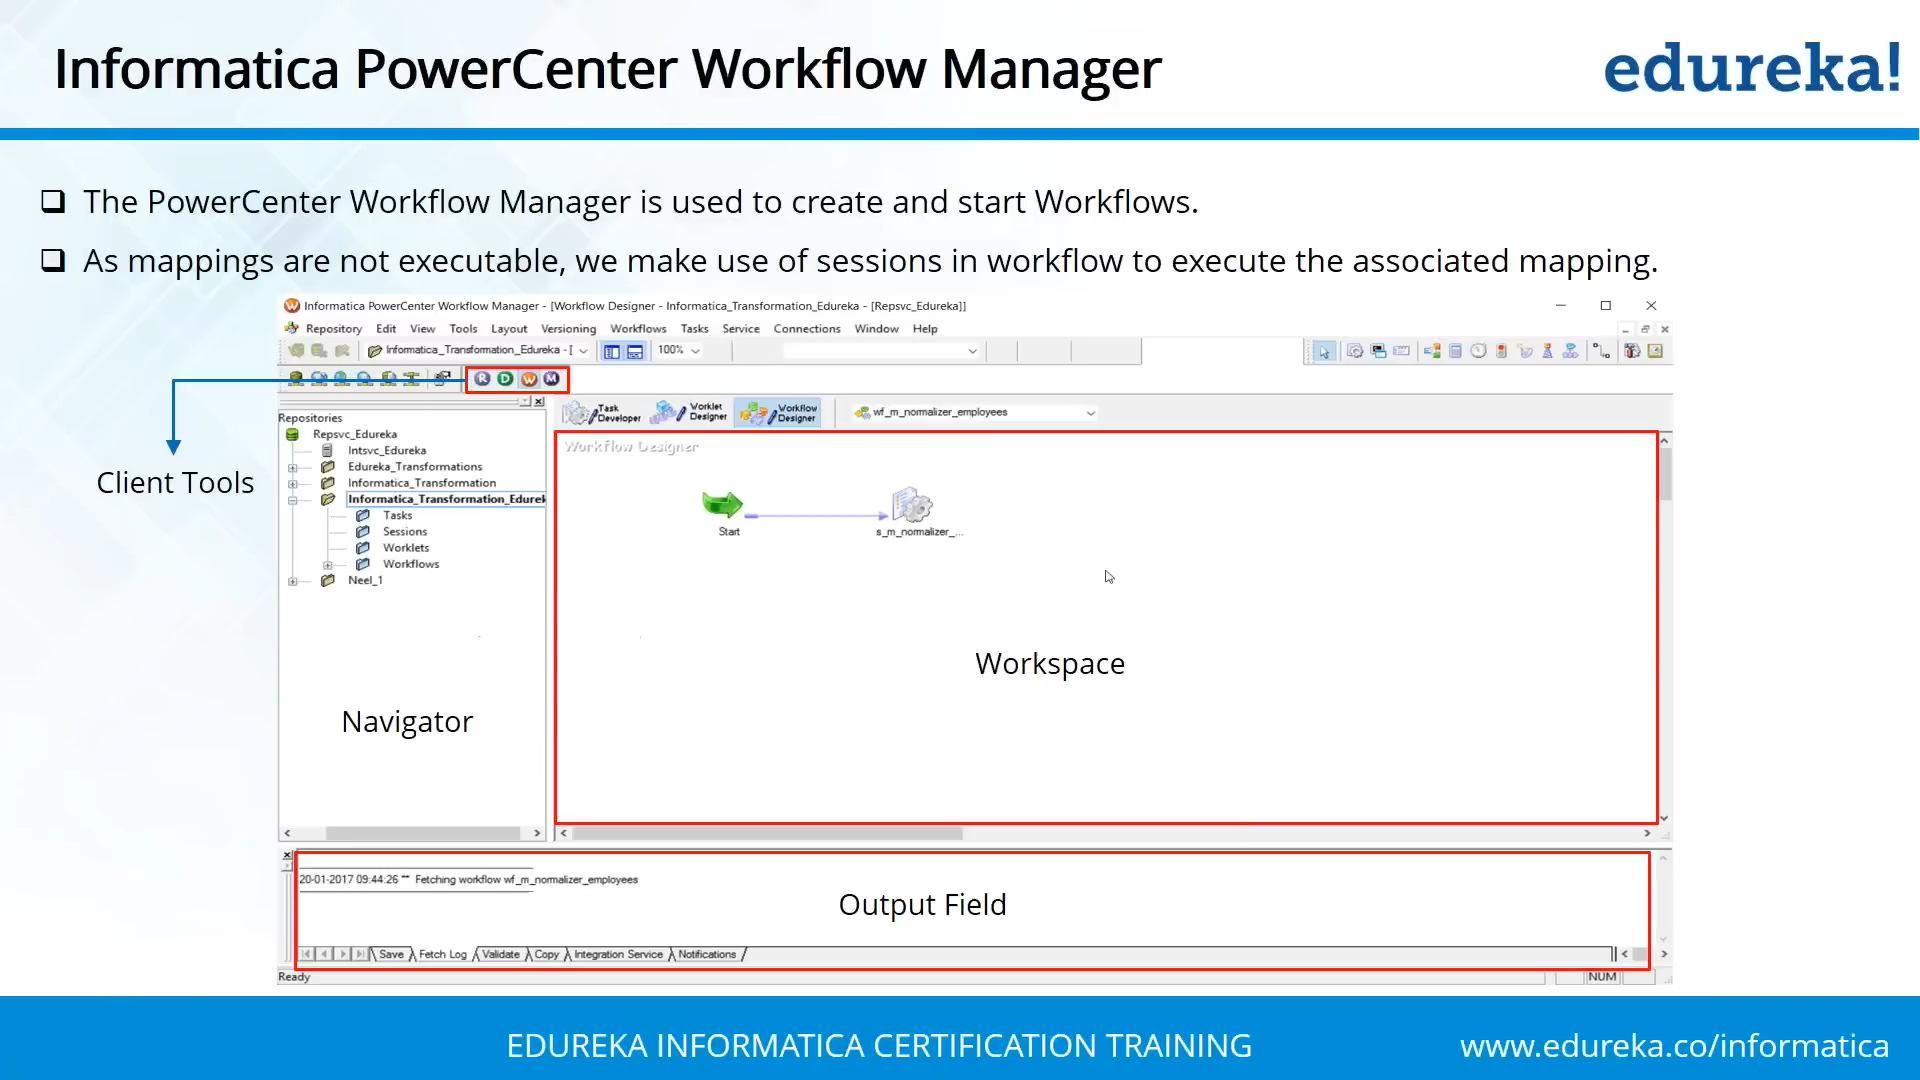 Informatica PowerCenter Workflow Manager
edureka!
The PowerCenter Workflow Manager is used to create and start Workflows.
As mappings are not executable, we make use of sessions in workflow to execute the associated mapping.
Informatica PowerCenter Workflow Manager - [Workflow Designer - Informatica_Transformation_Edureka - [Repsvc_Edureka]]
Repository Edit View Tools Layout Versioning Workflows Tasks Service Connections Window Help
Informatica_Transformation_Edureka - [ 100%
R D W M
Client Tools
Repositories
Repsvc_Edureka
Intsvc_Edureka
Edureka_Transformations
Informatica_Transformation
Informatica_Transformation_Edurek
Tasks
Sessions
Worklets
Workflows
Neel_1
Navigator
Task Developer
Worklet Designer
Workflow Designer
wf_m_normalizer_employees
Workflow Designer
Start
s_m_normalizer_...
Workspace
20-01-2017 09:44:26 ** Fetching workflow wf_m_normalizer_employees
Output Field
Save Fetch Log Validate Copy Integration Service Notifications
Ready NUM
EDUREKA INFORMATICA CERTIFICATION TRAINING
www.edureka.co/informatica